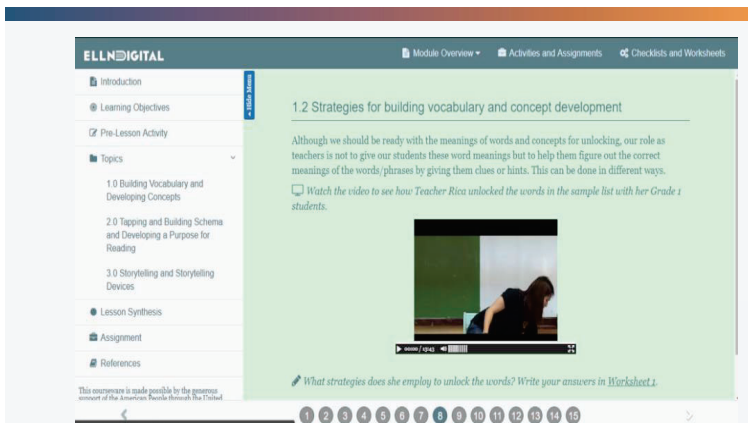 ELLNDIGITAL
Module Overview
Activities and Assignments
Checklists and Worksheets
Introduction
Learning Objectives
Pre-Lesson Activity
Topics
1.0 Building Vocabulary and
Developing Concepts
2.0 Tapping and Building Schema
and Developing a Purpose for
Reading
3.0 Storytelling and Storytelling
Devices
Lesson Synthesis
Assignment
References
This courseware is made possible by the generous
support of the American People through the United
Hide Menu
1.2 Strategies for building vocabulary and concept development
Although we should be ready with the meanings of words and concepts for unlocking, our role as
teachers is not to give our students these word meanings but to help them figure out the correct
meanings of the words/phrases by giving them clues or hints. This can be done in different ways.
Watch the video to see how Teacher Rica unlocked the words in the sample list with her Grade 1
students.
00:00 / 13:43
What strategies does she employ to unlock the words? Write your answers in Worksheet 1.
1 2 3 4 5 6 7 8 9 10 11 12 13 14 15